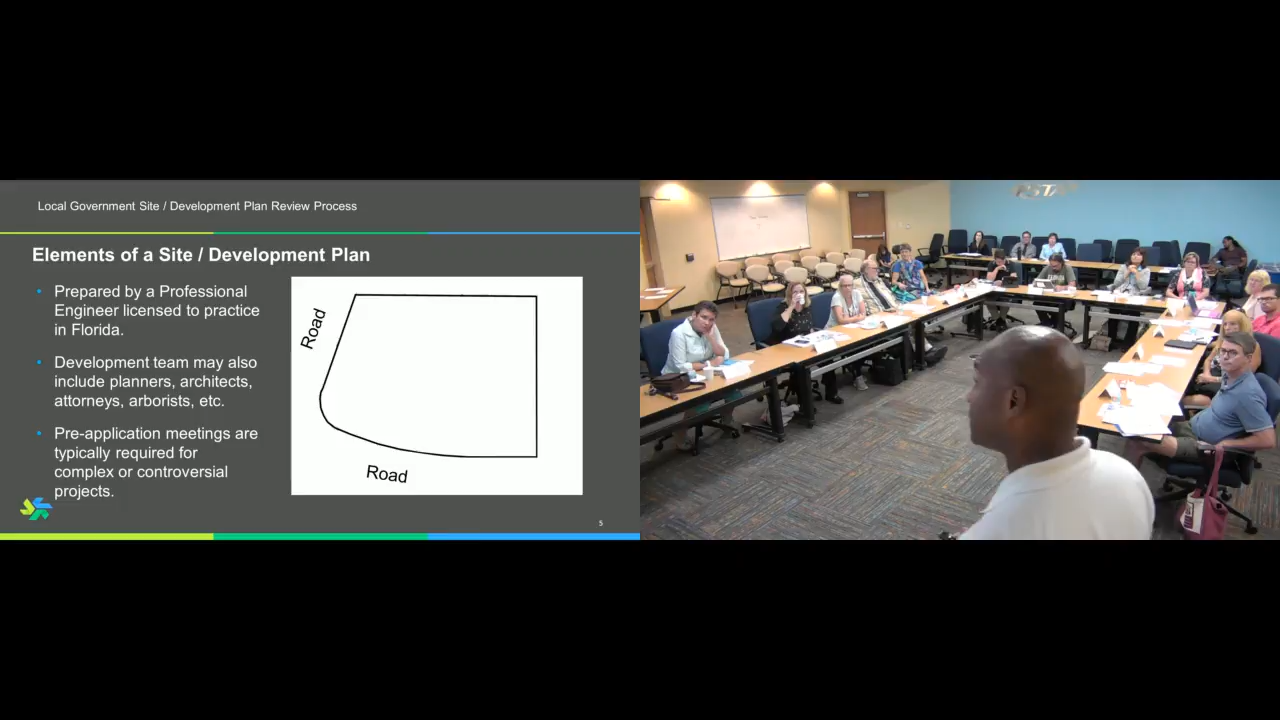 Local Government Site / Development Plan Review Process
Elements of a Site / Development Plan
• Prepared by a Professional
Engineer licensed to practice
in Florida.
• Development team may also
include planners, architects,
attorneys, arborists, etc.
• Pre-application meetings are
typically required for
complex or controversial
projects.
Road
Road
5